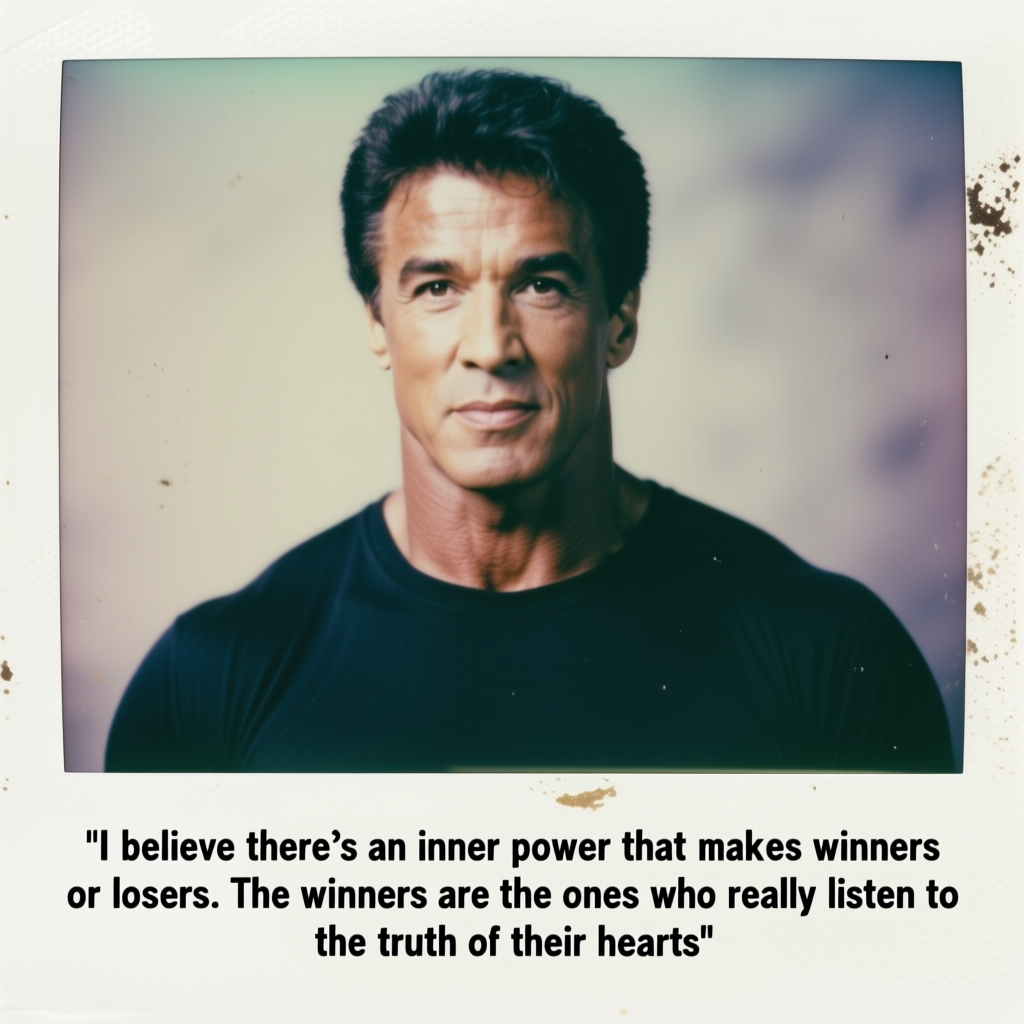 "I believe there’s an inner power that makes winners
or losers. The winners are the ones who really listen to
the truth of their hearts"